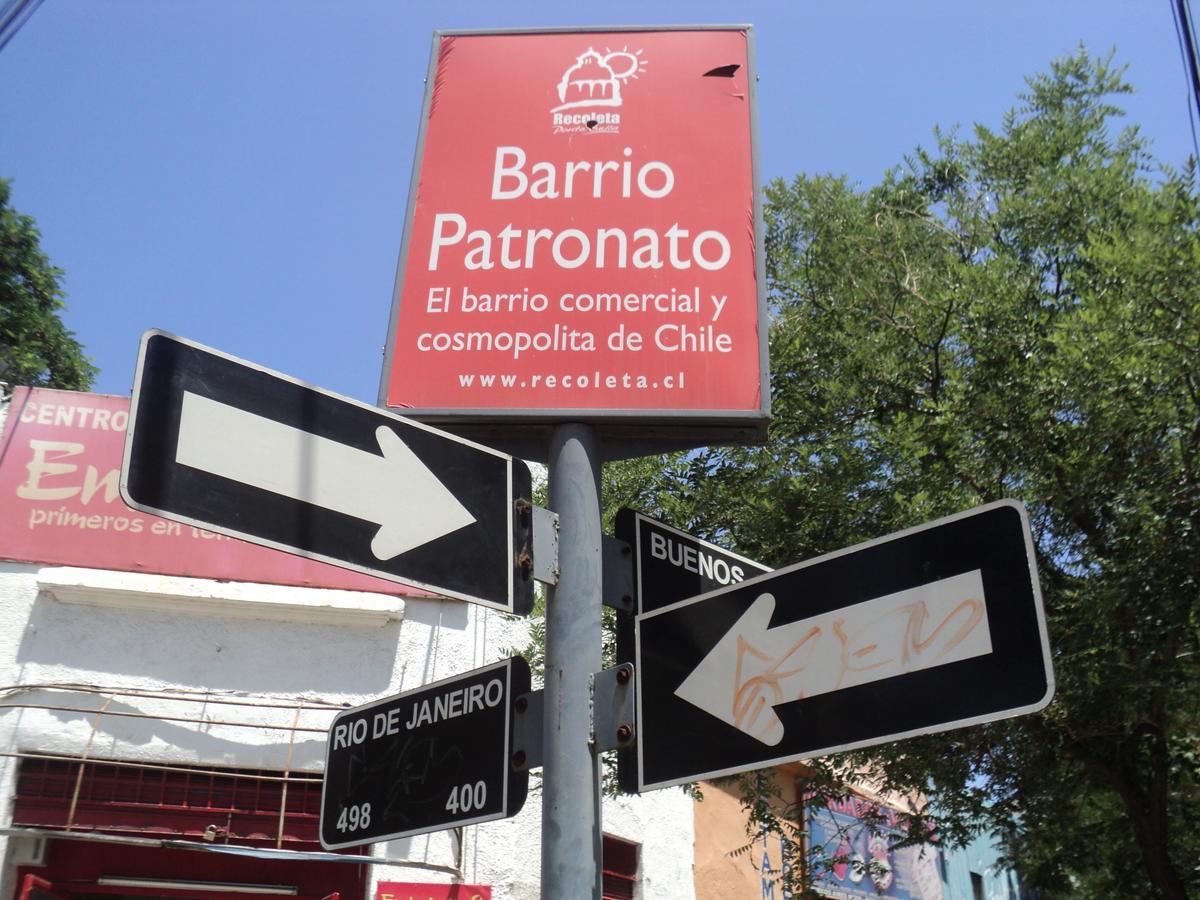 Recoleta
Barrio
Patronato
El barrio comercial y
cosmopolita de Chile
www.recoleta.cl
CENTRO
primeros en
BUENOS
RIO DE JANEIRO
498 400